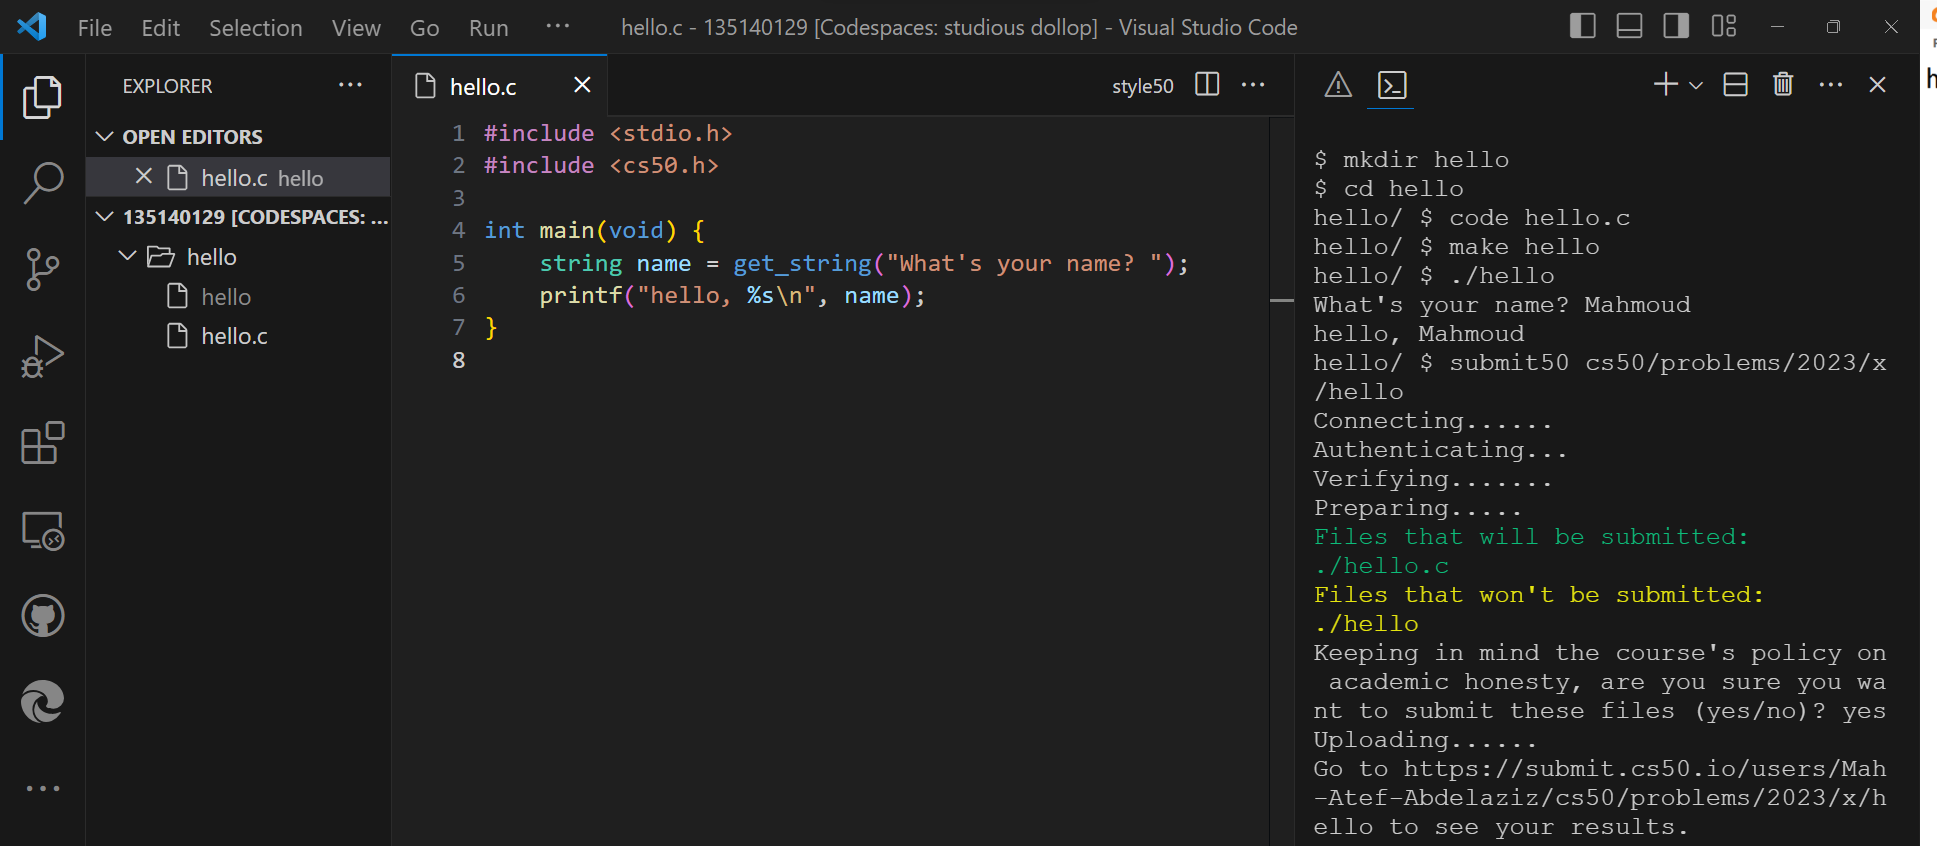 File Edit Selection View Go Run ···
hello.c - 135140129 [Codespaces: studious dollop] - Visual Studio Code
EXPLORER
OPEN EDITORS
hello.c hello
135140129 [CODESPACES: ...
hello
hello
hello.c
hello.c
style50
1 #include <stdio.h>
2 #include <cs50.h>
3
4 int main(void) {
5     string name = get_string("What's your name? ");
6     printf("hello, %s\n", name);
7 }
8
$ mkdir hello
$ cd hello
hello/ $ code hello.c
hello/ $ make hello
hello/ $ ./hello
What's your name? Mahmoud
hello, Mahmoud
hello/ $ submit50 cs50/problems/2023/x
/hello
Connecting......
Authenticating...
Verifying.......
Preparing.....
Files that will be submitted:
./hello.c
Files that won't be submitted:
./hello
Keeping in mind the course's policy on
 academic honesty, are you sure you wa
nt to submit these files (yes/no)? yes
Uploading......
Go to https://submit.cs50.io/users/Mah
-Atef-Abdelaziz/cs50/problems/2023/x/h
ello to see your results.